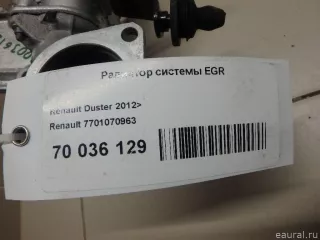 Радиатор системы EGR
Renault Duster 2012>
Renault 7701070963
70 036 129
eaural.ru